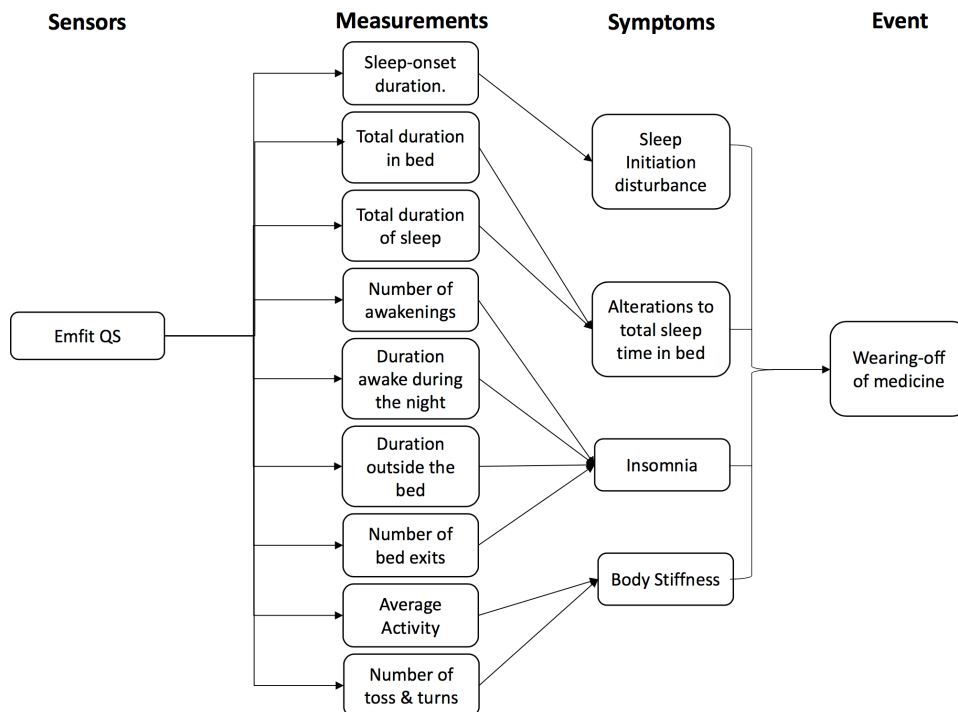 Sensors
Measurements
Symptoms
Event
Sleep-onset
duration.
Total duration
in bed
Total duration
of sleep
Number of
awakenings
Duration
awake during
the night
Duration
outside the
bed
Number of
bed exits
Average
Activity
Number of
toss & turns
Emfit QS
Sleep
Initiation
disturbance
Alterations to
total sleep
time in bed
Insomnia
Body Stiffness
Wearing-off
of medicine